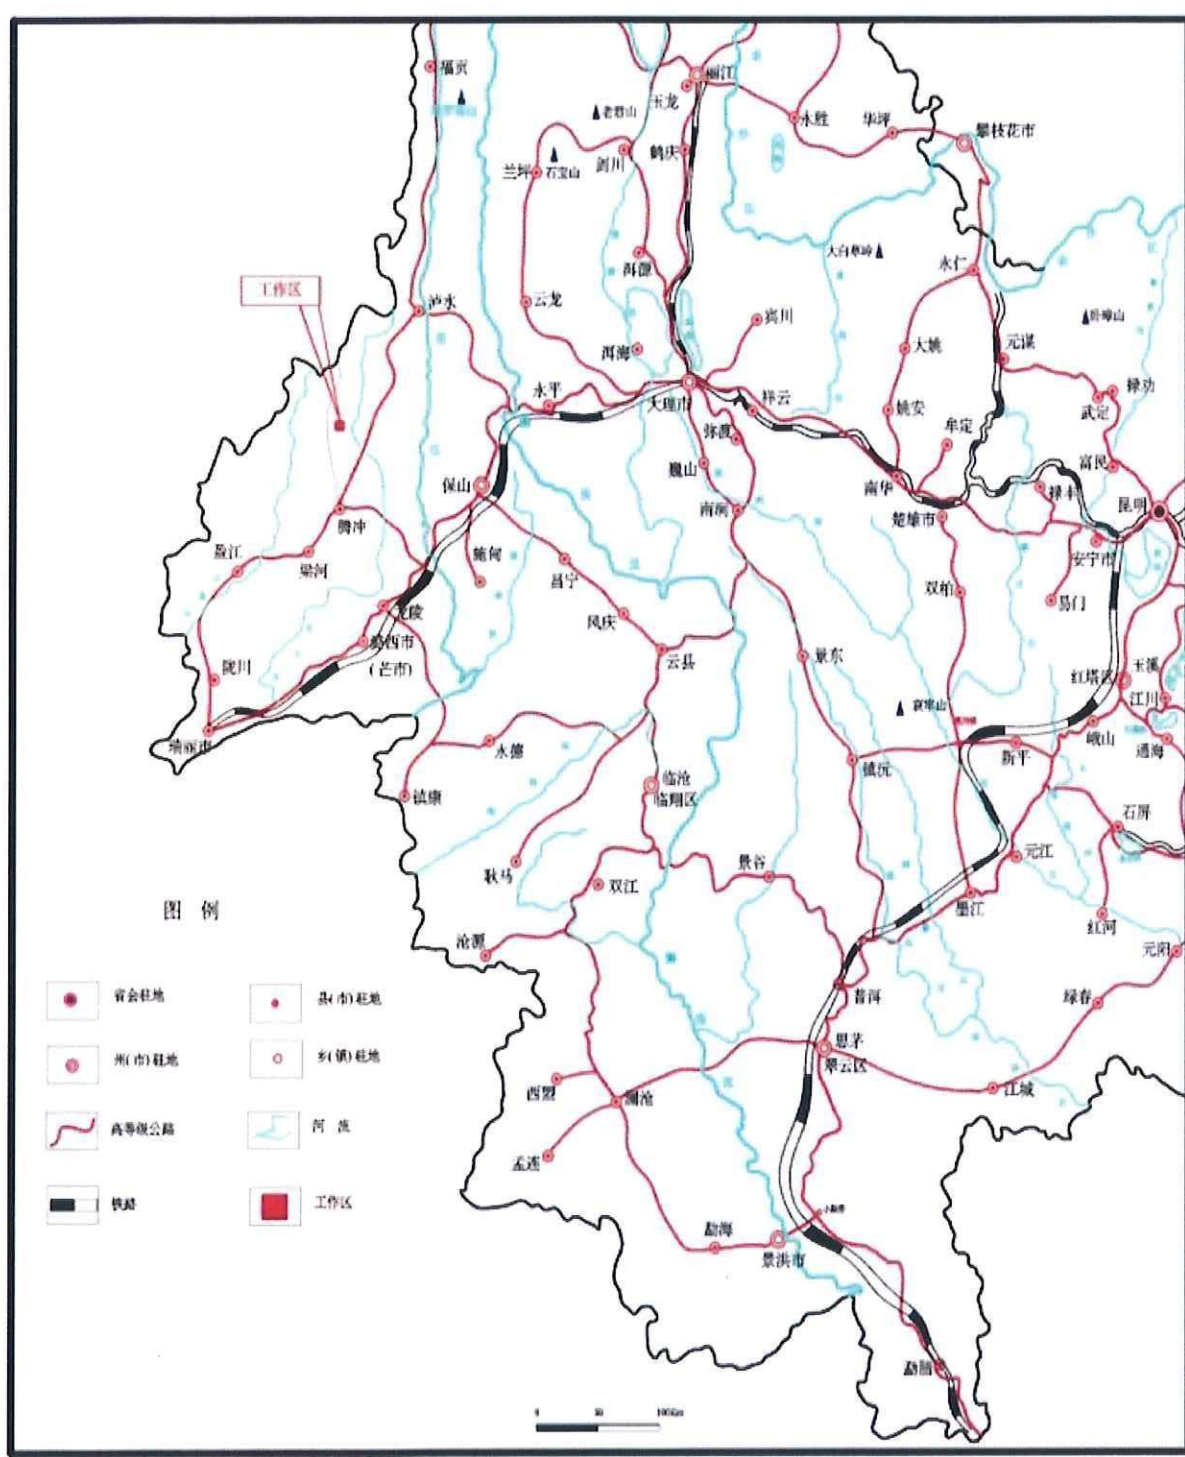 福贡
丽江
玉龙
老君山
永胜
华坪
攀枝花市
兰坪
石宝山
剑川
鹤庆
洱源
大白草岭
永仁
工作区
泸水
云龙
宾川
元谋
洱海
大姚
禄劝
永平
大理市
祥云
姚安
武定
弥渡
牟定
巍山
富民
保山
南华
禄丰
腾冲
南涧
楚雄市
昆明
盈江
梁河
施甸
昌宁
安宁市
双柏
易门
龙陵
凤庆
潞西市
(芒市)
云县
景东
陇川
红塔区
玉溪
江川
哀牢山
瑞丽市
永德
峨山
通海
新平
镇沅
镇康
临沧
临翔区
石屏
耿马
双江
景谷
元江
墨江
红河
图 例
沧源
元阳
省会驻地
县(市)驻地
普洱
绿春
州(市)驻地
乡(镇)驻地
思茅
翠云区
西盟
澜沧
江城
高等级公路
河 流
孟连
铁路
工作区
勐海
景洪市
勐腊
0 50 100Km